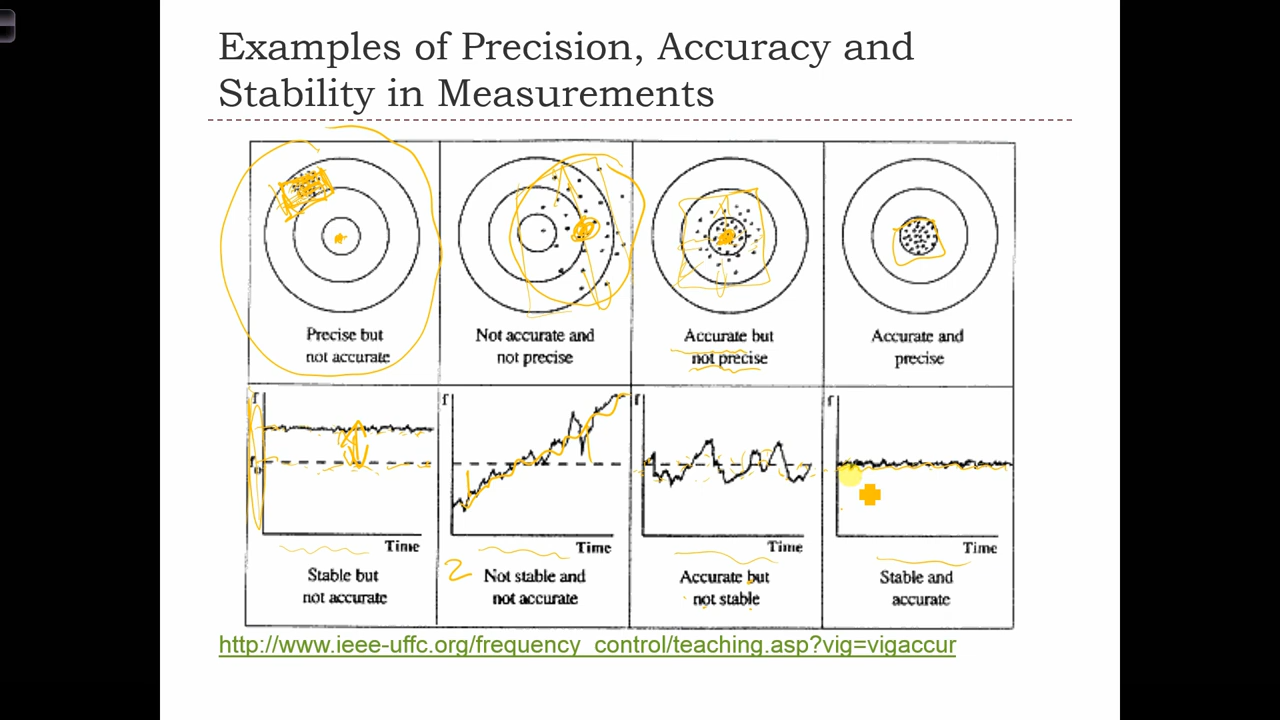 Examples of Precision, Accuracy and
Stability in Measurements
Precise but
not accurate
Not accurate and
not precise
Accurate but
not precise
Accurate and
precise
f
f
f
f
f₀
Time
Time
Time
Time
2
Stable but
not accurate
Not stable and
not accurate
Accurate but
not stable
Stable and
accurate
http://www.ieee-uffc.org/frequency_control/teaching.asp?vig=vigaccur